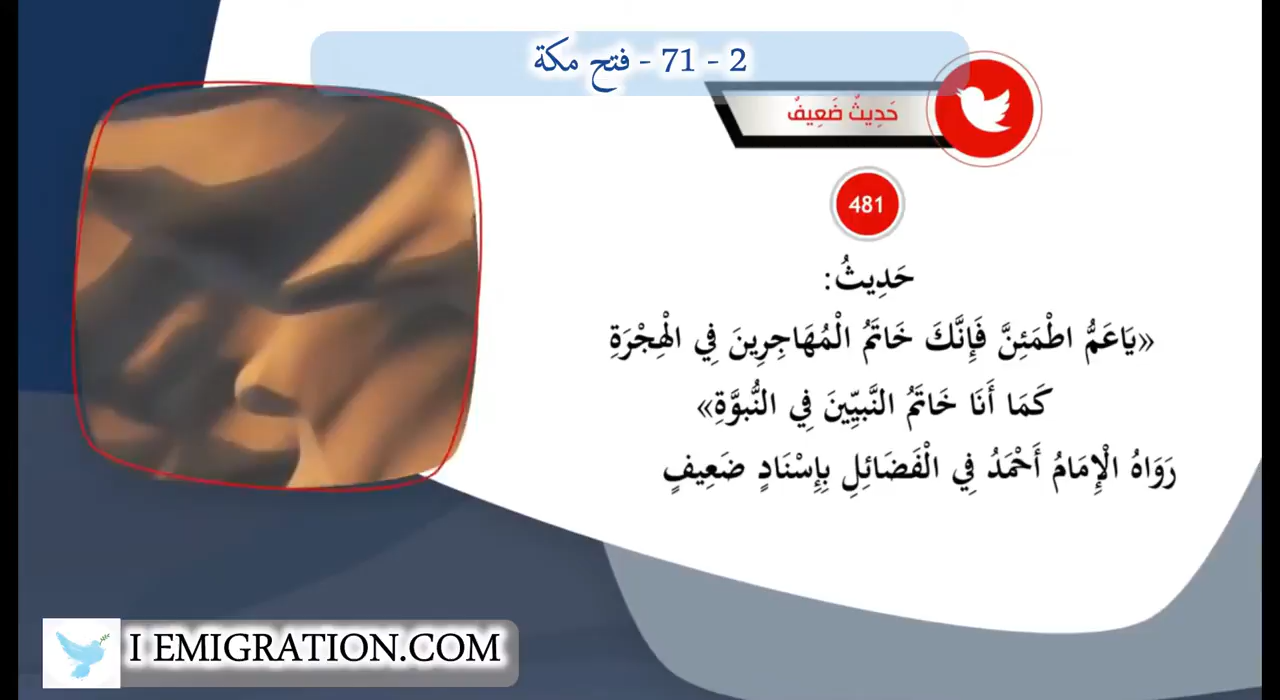 2 - 71 - فتح مكة
حَدِيثٌ ضَعِيفٌ
481
حَدِيثُ:
«يَاعَمُّ اطْمَئِنَّ فَإِنَّكَ خَاتَمُ الْمُهَاجِرِينَ فِي الْهِجْرَةِ
كَمَا أَنَا خَاتَمُ النَّبِيِّينَ فِي النُّبوَّةِ»
رَوَاهُ الْإِمَامُ أَحْمَدُ فِي الْفَضَائِلِ بِإِسْنَادٍ ضَعِيفٍ
I EMIGRATION.COM